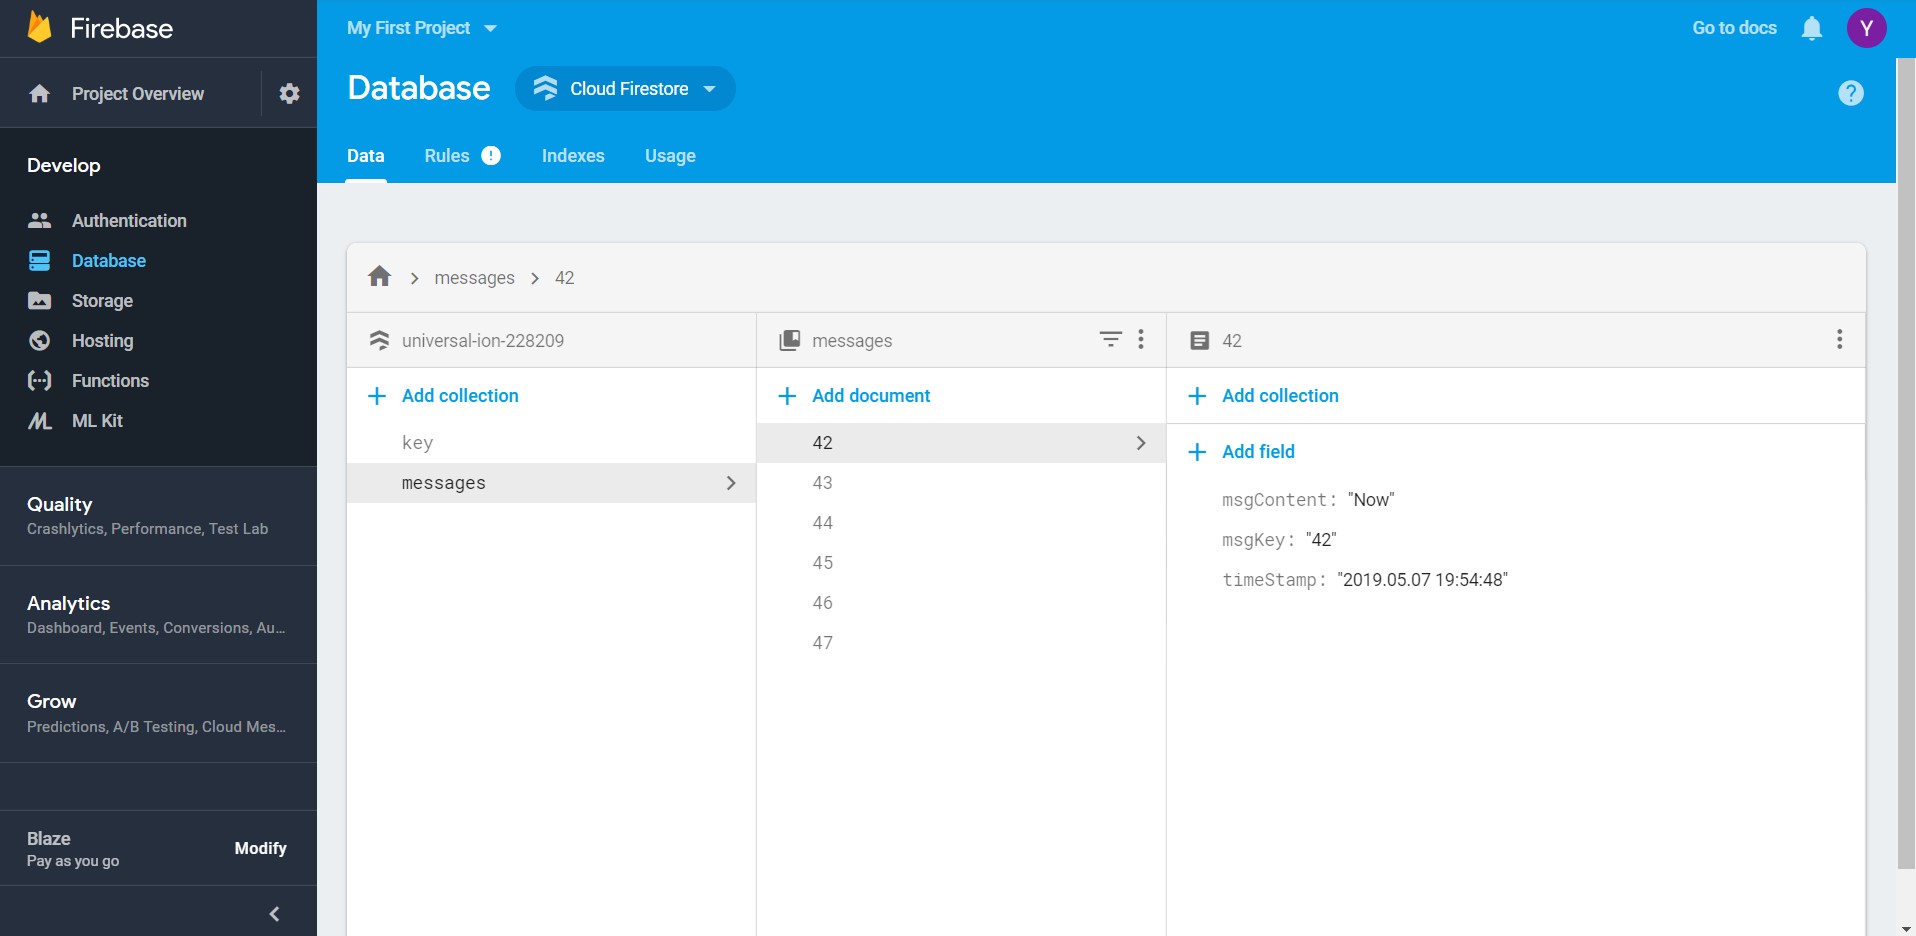 Firebase
Project Overview
Develop
Authentication
Database
Storage
Hosting
Functions
ML Kit
Quality
Crashlytics, Performance, Test Lab
Analytics
Dashboard, Events, Conversions, Au...
Grow
Predictions, A/B Testing, Cloud Mes...
Blaze
Pay as you go
Modify
My First Project
Go to docs
Y
Database
Cloud Firestore
?
Data
Rules
!
Indexes
Usage
messages
42
universal-ion-228209
Add collection
key
messages
messages
Add document
42
43
44
45
46
47
42
Add collection
Add field
msgContent: "Now"
msgKey: "42"
timeStamp: "2019.05.07 19:54:48"